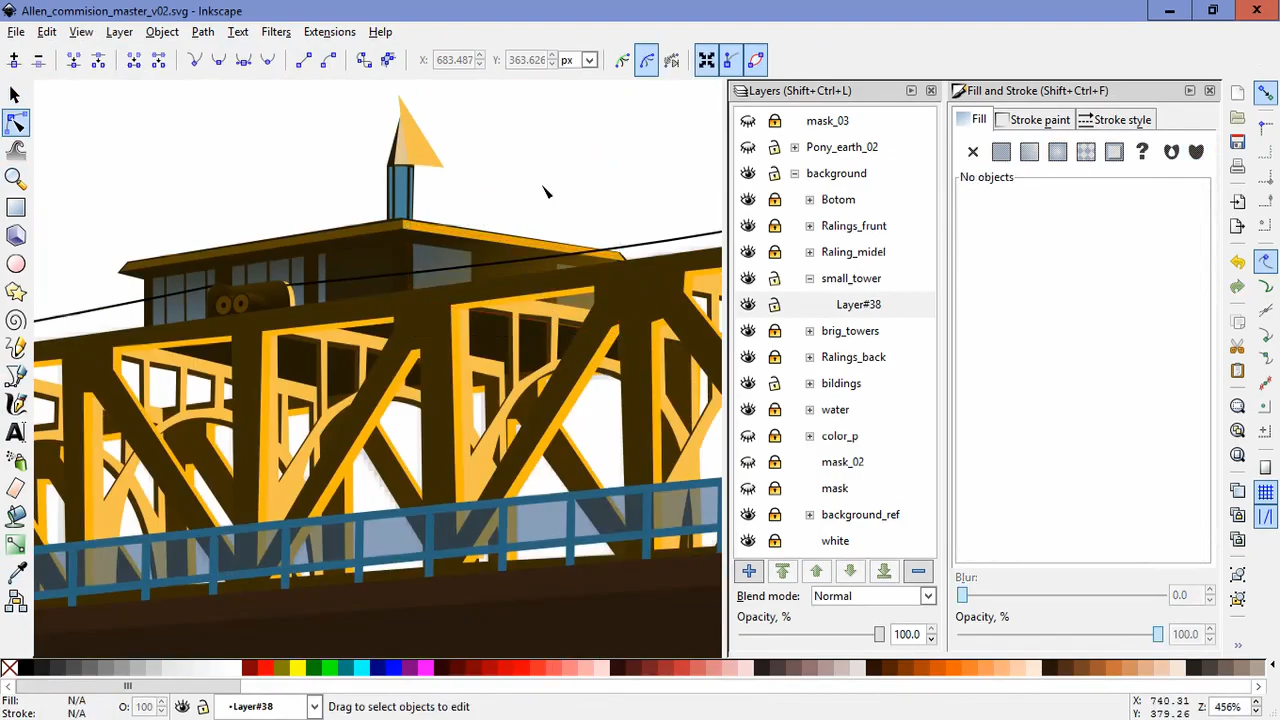 Allen_commision_master_v02.svg - Inkscape
File Edit View Layer Object Path Filters Text Extensions Help
X: 683.487 Y: 363.626 px
Layers (Shift+Ctrl+L)
Fill and Stroke (Shift+Ctrl+F)
mask_03
Pony_earth_02
background
Botom
Ralings_frunt
Raling_midel
small_tower
Layer#38
brig_towers
Ralings_back
bildings
water
color_p
mask_02
mask
background_ref
white
Blend mode: Normal
Opacity, %
100.0
Fill Stroke paint Stroke style
?
No objects
Blur:
0.0
Opacity, %
100.0
Fill: N/A
Stroke: N/A
O: 100
•Layer#38
Drag to select objects to edit
X: 740.31
Y: 379.26
Z: 456%